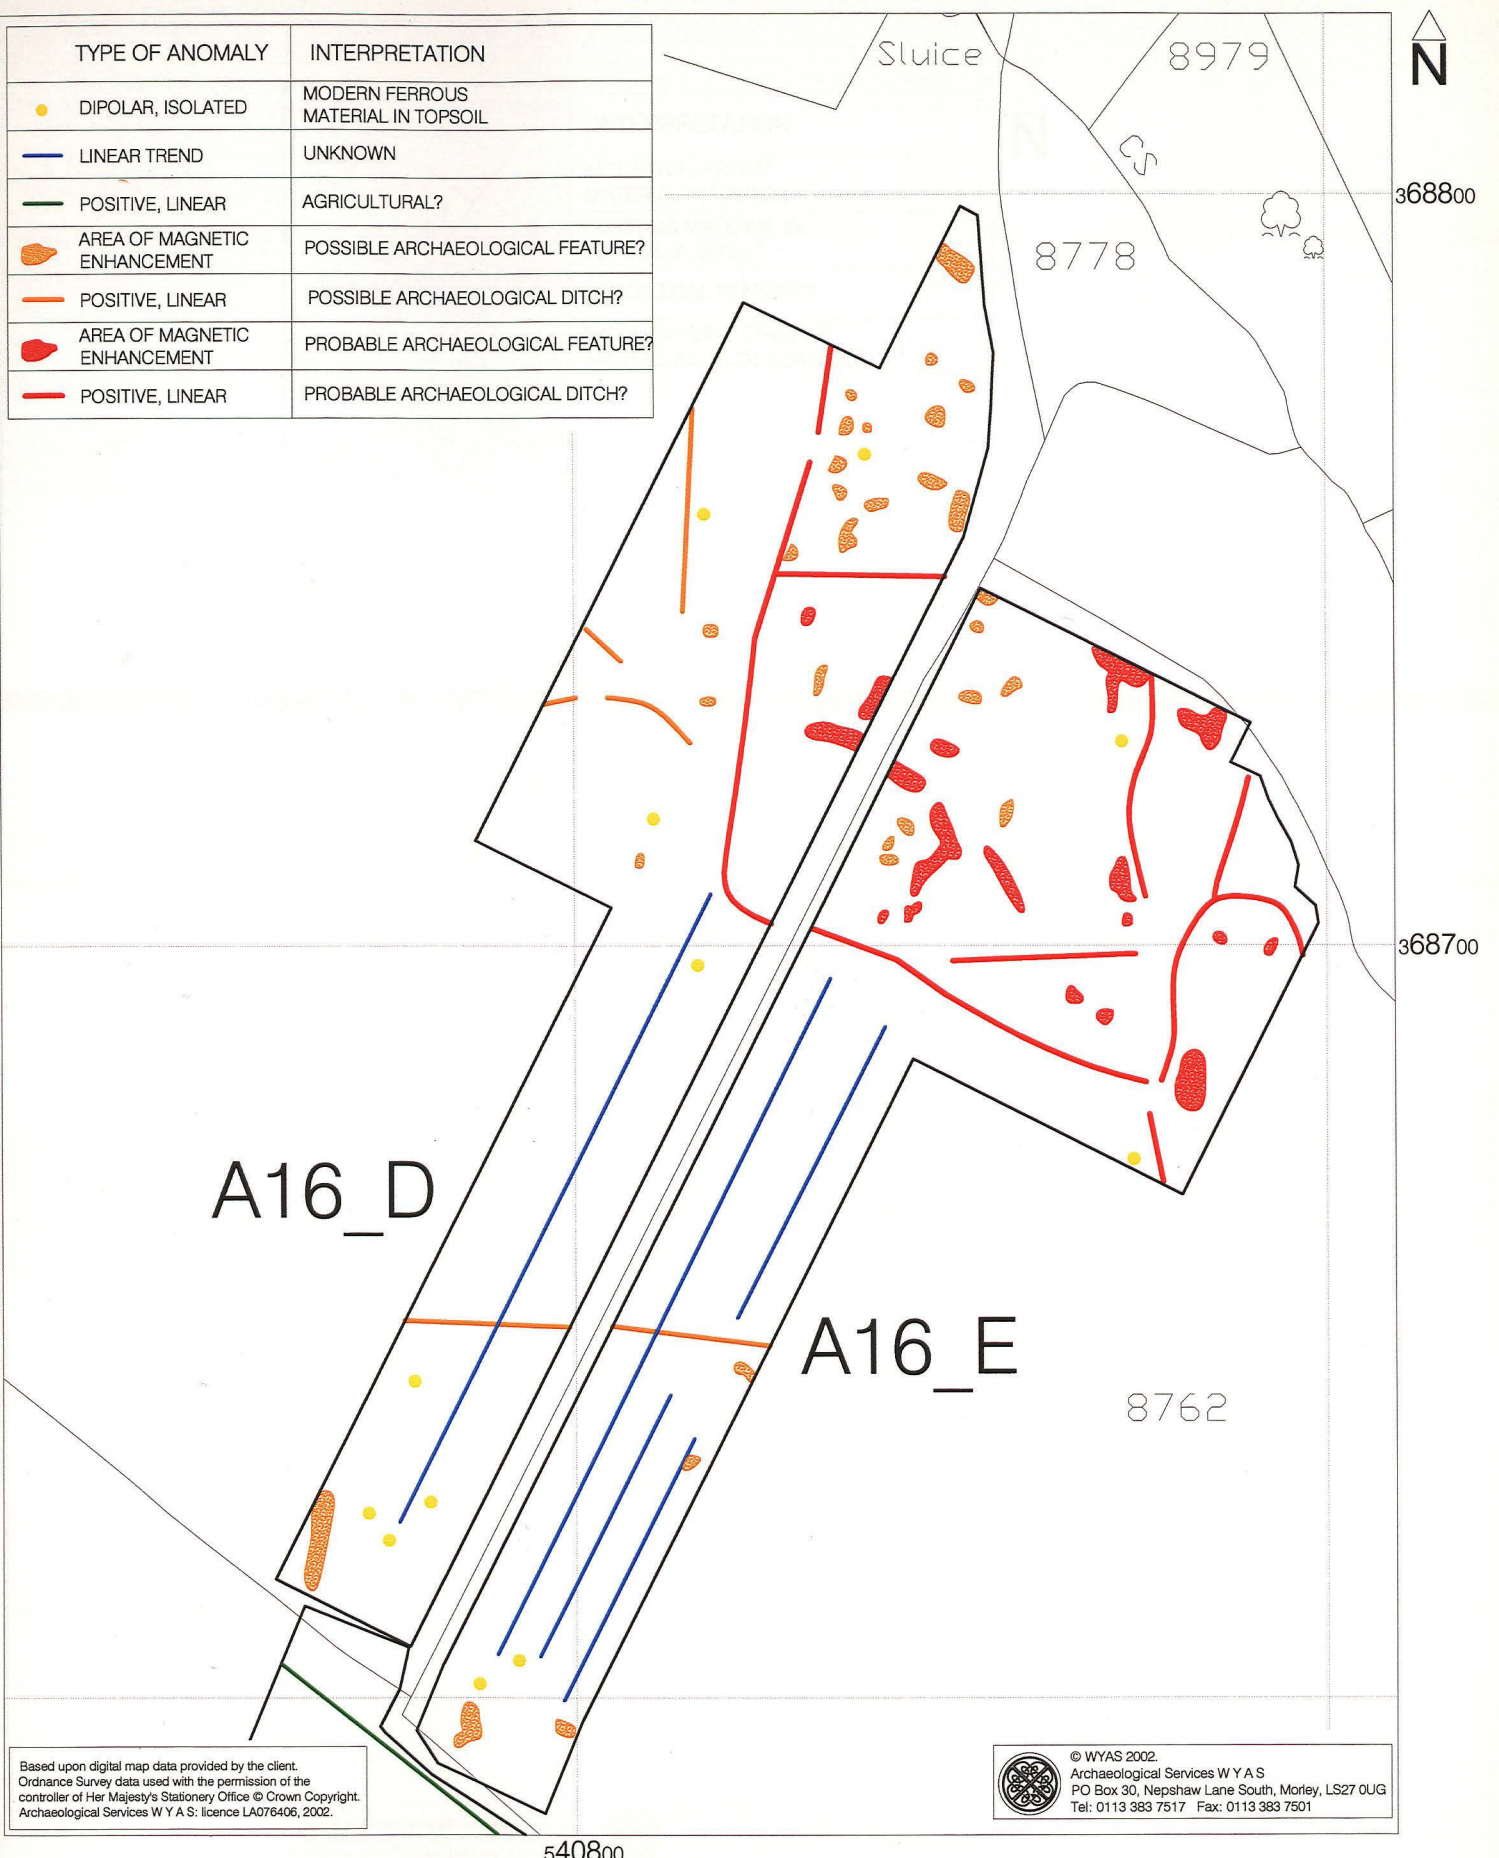 TYPE OF ANOMALY INTERPRETATION
DIPOLAR, ISOLATED MODERN FERROUS
MATERIAL IN TOPSOIL
LINEAR TREND UNKNOWN
POSITIVE, LINEAR AGRICULTURAL?
AREA OF MAGNETIC
ENHANCEMENT POSSIBLE ARCHAEOLOGICAL FEATURE?
POSITIVE, LINEAR POSSIBLE ARCHAEOLOGICAL DITCH?
AREA OF MAGNETIC
ENHANCEMENT PROBABLE ARCHAEOLOGICAL FEATURE?
POSITIVE, LINEAR PROBABLE ARCHAEOLOGICAL DITCH?
Sluice
8979
N
CS
368800
8778
368700
A16_D
A16_E
8762
Based upon digital map data provided by the client.
Ordnance Survey data used with the permission of the
controller of Her Majesty's Stationery Office © Crown Copyright.
Archaeological Services W Y A S: licence LA076406, 2002.
© WYAS 2002.
Archaeological Services W Y A S
PO Box 30, Nepshaw Lane South, Morley, LS27 0UG
Tel: 0113 383 7517 Fax: 0113 383 7501
540800